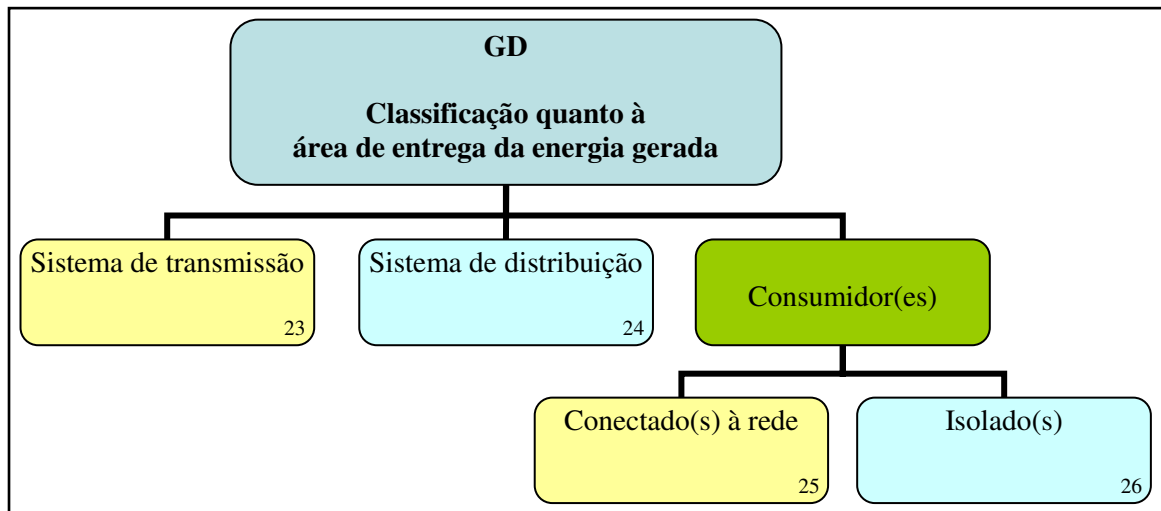 GD
Classificação quanto à
área de entrega da energia gerada
Sistema de transmissão
23
Sistema de distribuição
24
Consumidor(es)
Conectado(s) à rede
25
Isolado(s)
26